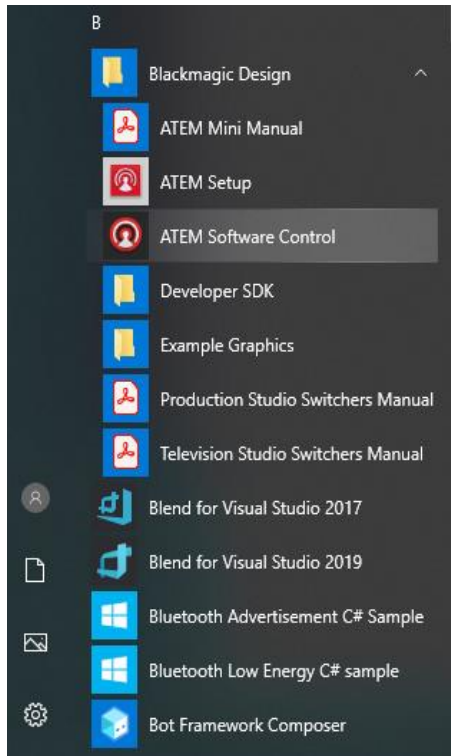 B
Blackmagic Design
ATEM Mini Manual
ATEM Setup
ATEM Software Control
Developer SDK
Example Graphics
Production Studio Switchers Manual
Television Studio Switchers Manual
Blend for Visual Studio 2017
Blend for Visual Studio 2019
Bluetooth Advertisement C# Sample
Bluetooth Low Energy C# sample
Bot Framework Composer